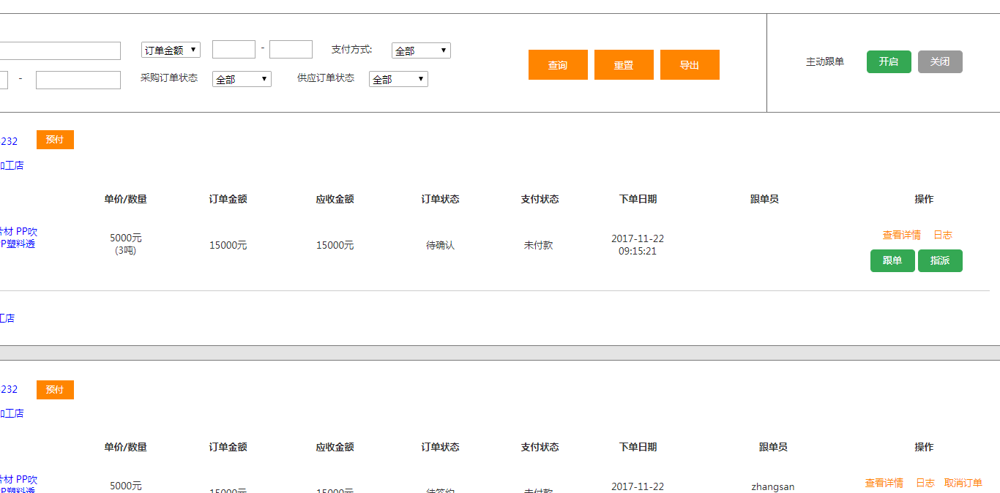 订单金额 - 支付方式: 全部
- 采购订单状态 全部 供应订单状态 全部
查询 重置 导出
主动跟单 开启 关闭
232 预付
加工店
单价/数量 订单金额 应收金额 订单状态 支付状态 下单日期 跟单员 操作
片材 PP吹
PP塑料透
5000元
(3吨)
15000元 15000元 待确认 未付款
2017-11-22
09:15:21
查看详情 日志
跟单 指派
工店
232 预付
加工店
单价/数量 订单金额 应收金额 订单状态 支付状态 下单日期 跟单员 操作
片材 PP吹
PP塑料透
5000元
15000元 15000元 待签约 未付款
2017-11-22
zhangsan
查看详情 日志 取消订单